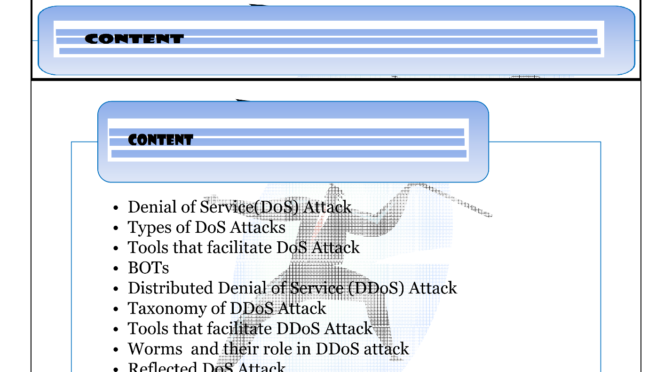 CONTENT
CONTENT
• Denial of Service(DoS) Attack
• Types of DoS Attacks
• Tools that facilitate DoS Attack
• BOTs
• Distributed Denial of Service (DDoS) Attack
• Taxonomy of DDoS Attack
• Tools that facilitate DDoS Attack
• Worms and their role in DDoS attack
• Reflected DoS Attack